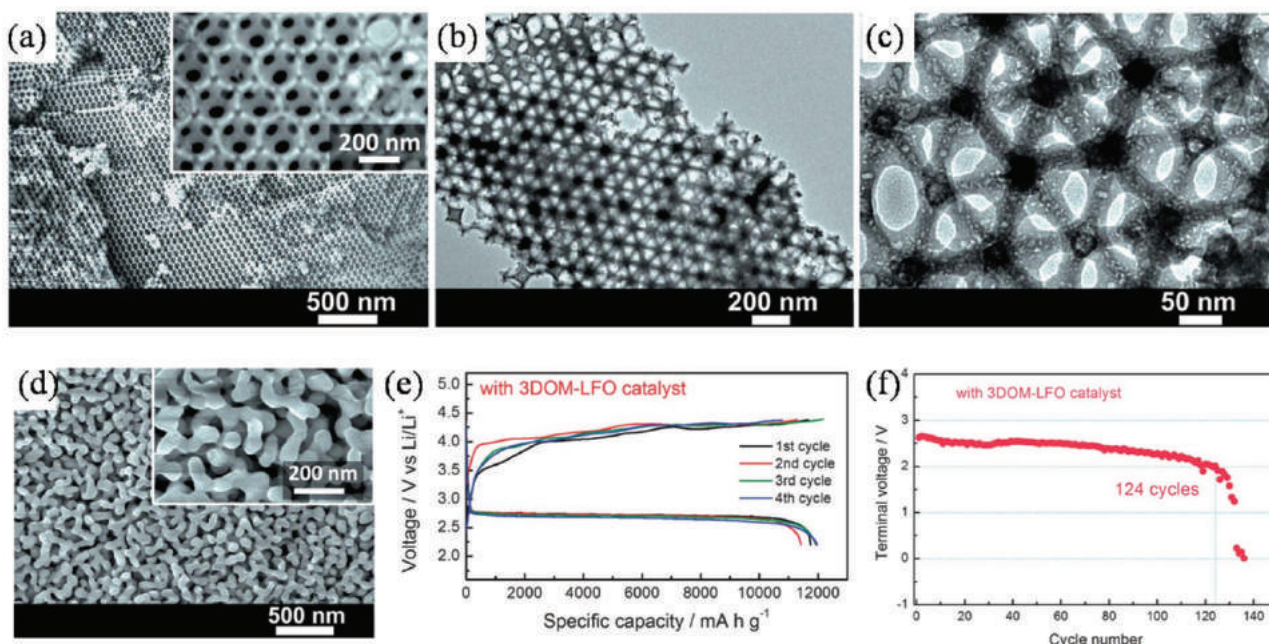 (a)
200 nm
500 nm
(b)
200 nm
(c)
50 nm
(d)
200 nm
500 nm
(e)
with 3DOM-LFO catalyst
Voltage / V vs Li/Li⁺
4.5
4.0
3.5
3.0
2.5
2.0
1st cycle
2nd cycle
3rd cycle
4th cycle
0 2000 4000 6000 8000 10000 12000
Specific capacity / mA h g⁻¹
(f)
with 3DOM-LFO catalyst
Terminal voltage / V
4
3
2
1
0
-1
124 cycles
0 20 40 60 80 100 120 140
Cycle number